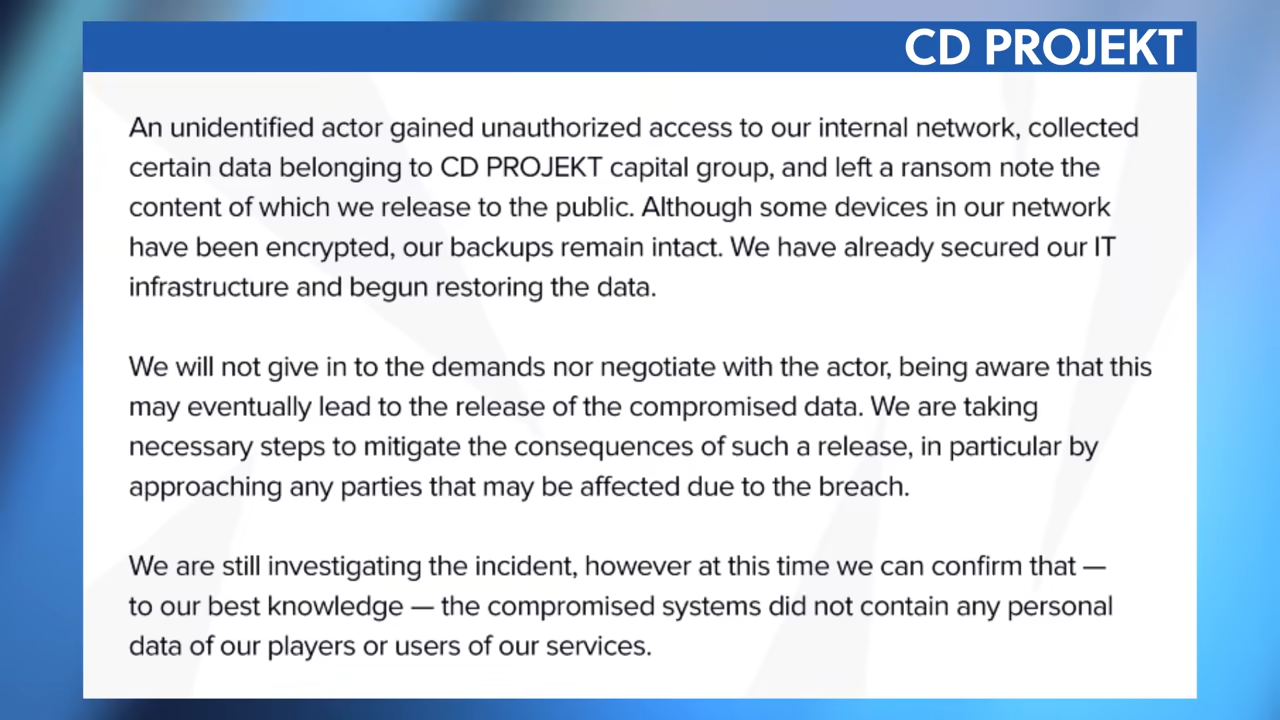 CD PROJEKT
An unidentified actor gained unauthorized access to our internal network, collected
certain data belonging to CD PROJEKT capital group, and left a ransom note the
content of which we release to the public. Although some devices in our network
have been encrypted, our backups remain intact. We have already secured our IT
infrastructure and begun restoring the data.
We will not give in to the demands nor negotiate with the actor, being aware that this
may eventually lead to the release of the compromised data. We are taking
necessary steps to mitigate the consequences of such a release, in particular by
approaching any parties that may be affected due to the breach.
We are still investigating the incident, however at this time we can confirm that —
to our best knowledge — the compromised systems did not contain any personal
data of our players or users of our services.